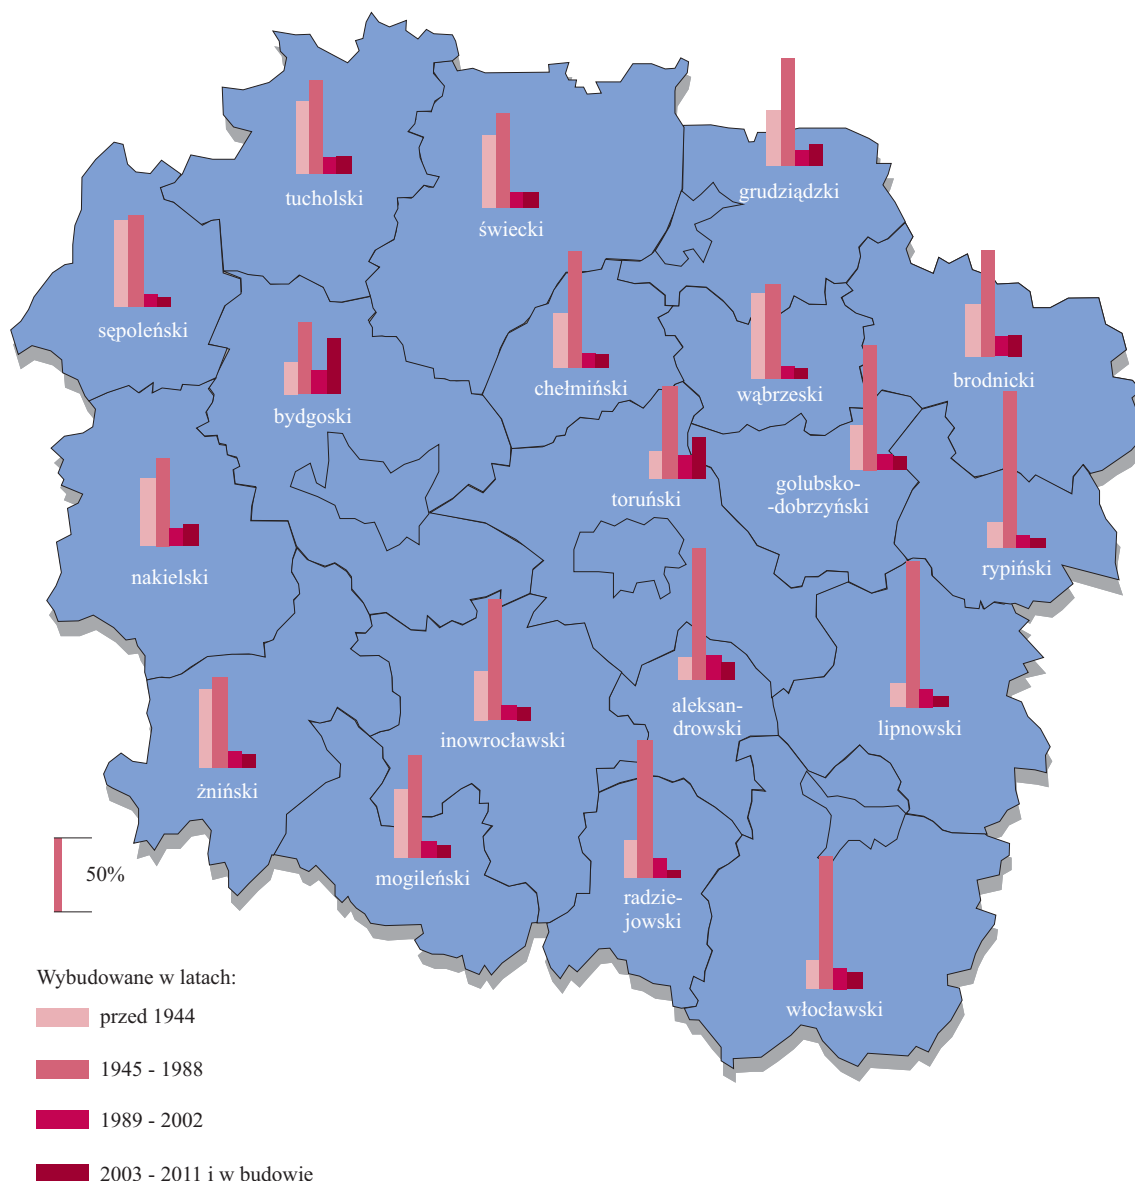 tucholski
grudziądzki
świecki
sępoleński
chełmiński
wąbrzeski
brodnicki
bydgoski
toruński
golubsko-
-dobrzyński
nakielski
rypiński
aleksan-
drowski
lipnowski
inowrocławski
żniński
50%
mogileński
radzie-
jowski
włocławski
Wybudowane w latach:
przed 1944
1945 - 1988
1989 - 2002
2003 - 2011 i w budowie